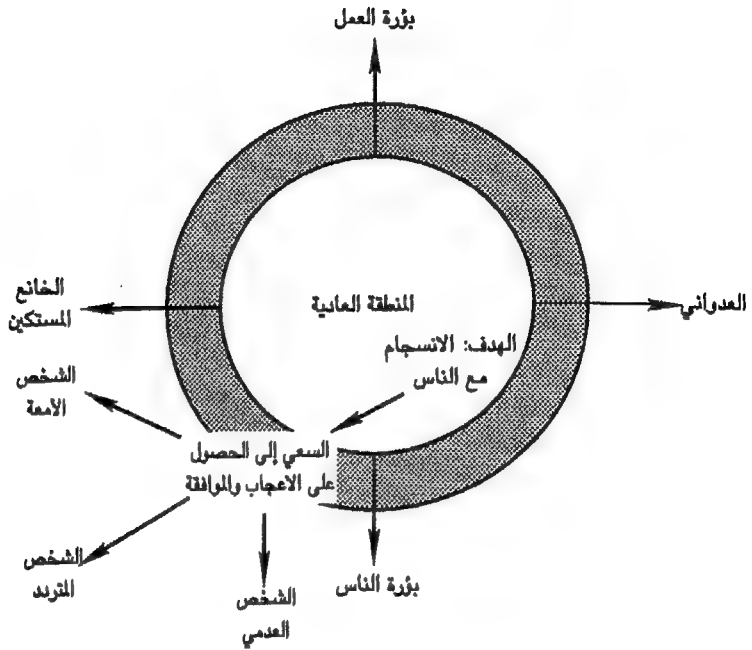 بؤرة العمل
الخانع
المستكين
المنطقة العادية
العدواني
الهدف: الانسجام
مع الناس
الشخص
الأمعة
السعي إلى الحصول
على الاعجاب والموافقة
الشخص
المتردد
الشخص
العدمي
بؤرة الناس